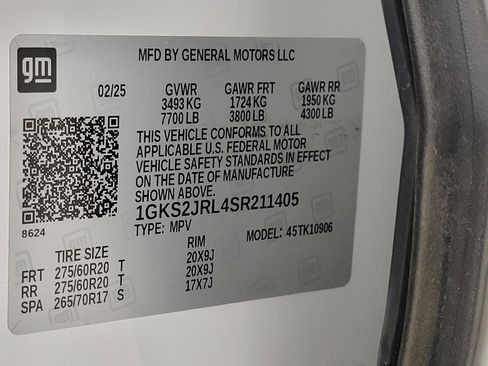 gm
MFD BY GENERAL MOTORS LLC
02/25 GVWR GAWR FRT GAWR RR
3493 KG 1724 KG 1950 KG
7700 LB 3800 LB 4300 LB
THIS VEHICLE CONFORMS TO ALL
APPLICABLE U.S. FEDERAL MOTOR
VEHICLE SAFETY STANDARDS IN EFFECT
ON THE DATE OF MANUFACTURE
SHOWN ABOVE.
1GKS2JRL4SR211405
8624
TYPE: MPV MODEL: 45TK10906
TIRE SIZE RIM
FRT 275/60R20 T 20X9J
RR 275/60R20 T 20X9J
SPA 265/70R17 S 17X7J